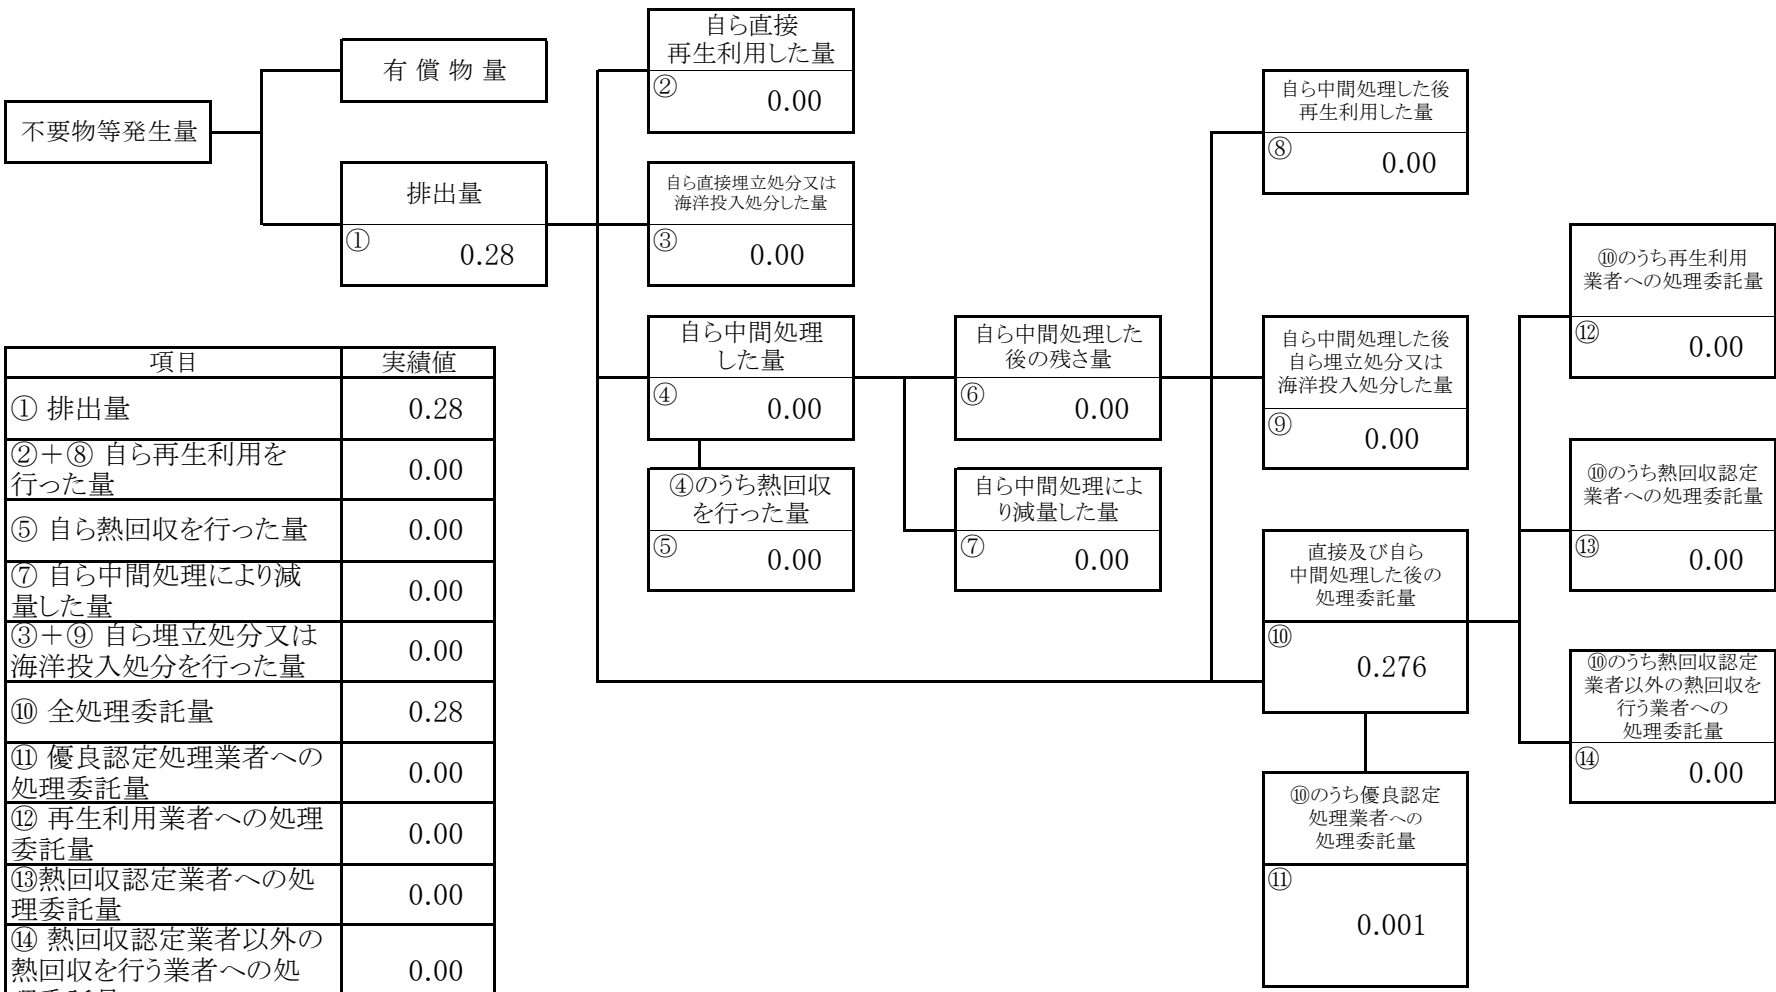 不要物等発生量
有 償 物 量
排出量
①
0.28
自ら直接
再生利用した量
②
0.00
自ら直接埋立処分又は
海洋投入処分した量
③
0.00
自ら中間処理
した量
④
0.00
④のうち熱回収
を行った量
⑤
0.00
自ら中間処理した
後の残さ量
⑥
0.00
自ら中間処理によ
り減量した量
⑦
0.00
自ら中間処理した後
再生利用した量
⑧
0.00
自ら中間処理した後
自ら埋立処分又は
海洋投入処分した量
⑨
0.00
直接及び自ら
中間処理した後の
処理委託量
⑩
0.276
⑩のうち優良認定
処理業者への
処理委託量
⑪
0.001
⑩のうち再生利用
業者への処理委託量
⑫
0.00
⑩のうち熱回収認定
業者への処理委託量
⑬
0.00
⑩のうち熱回収認定
業者以外の熱回収を
行う業者への
処理委託量
⑭
0.00
項目 実績値
① 排出量 0.28
②＋⑧ 自ら再生利用を
行った量 0.00
⑤ 自ら熱回収を行った量 0.00
⑦ 自ら中間処理により減
量した量 0.00
③＋⑨ 自ら埋立処分又は
海洋投入処分を行った量 0.00
⑩ 全処理委託量 0.28
⑪ 優良認定処理業者への
処理委託量 0.00
⑫ 再生利用業者への処理
委託量 0.00
⑬熱回収認定業者への処
理委託量 0.00
⑭ 熱回収認定業者以外の
熱回収を行う業者への処 0.00